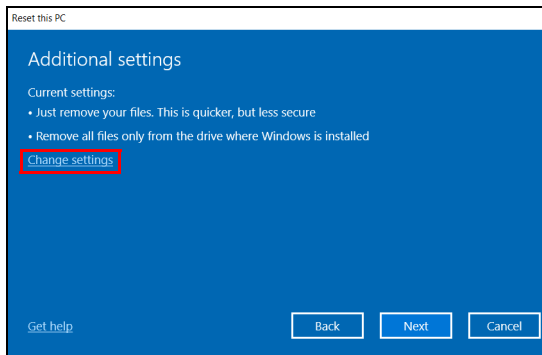 Reset this PC
Additional settings
Current settings:
• Just remove your files. This is quicker, but less secure
• Remove all files only from the drive where Windows is installed
Change settings
Get help
Back
Next
Cancel